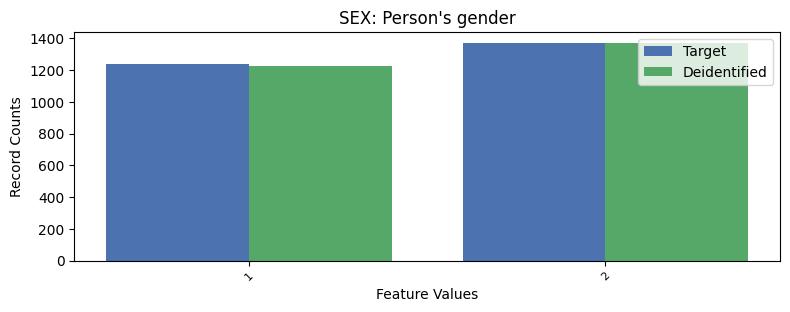 SEX: Person's gender
Target
Deidentified
Record Counts
1400
1200
1000
800
600
400
200
0
1
2
Feature Values